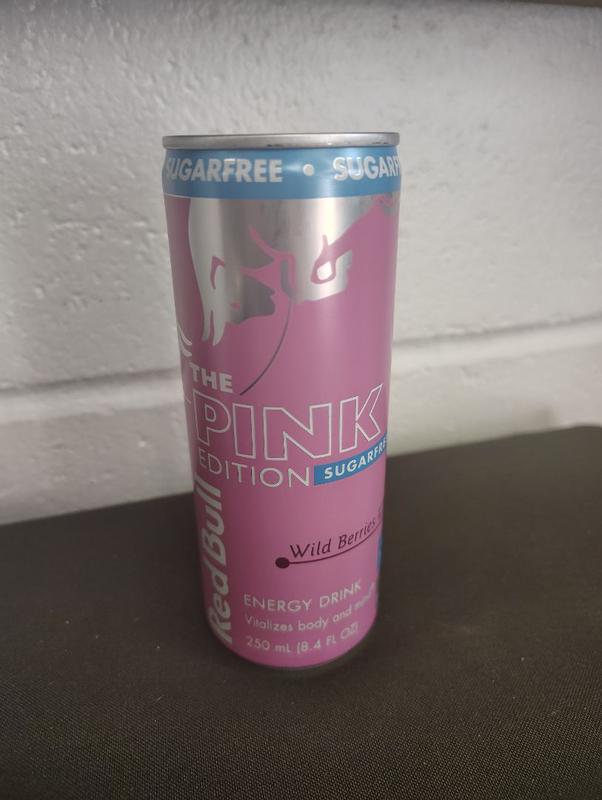 SUGARFREE • SUGARF
THE
PINK
EDITION SUGARFRE
Red Bull
Wild Berries
ENERGY DRINK
Vitalizes body and
250 mL (8.4 FL OZ)